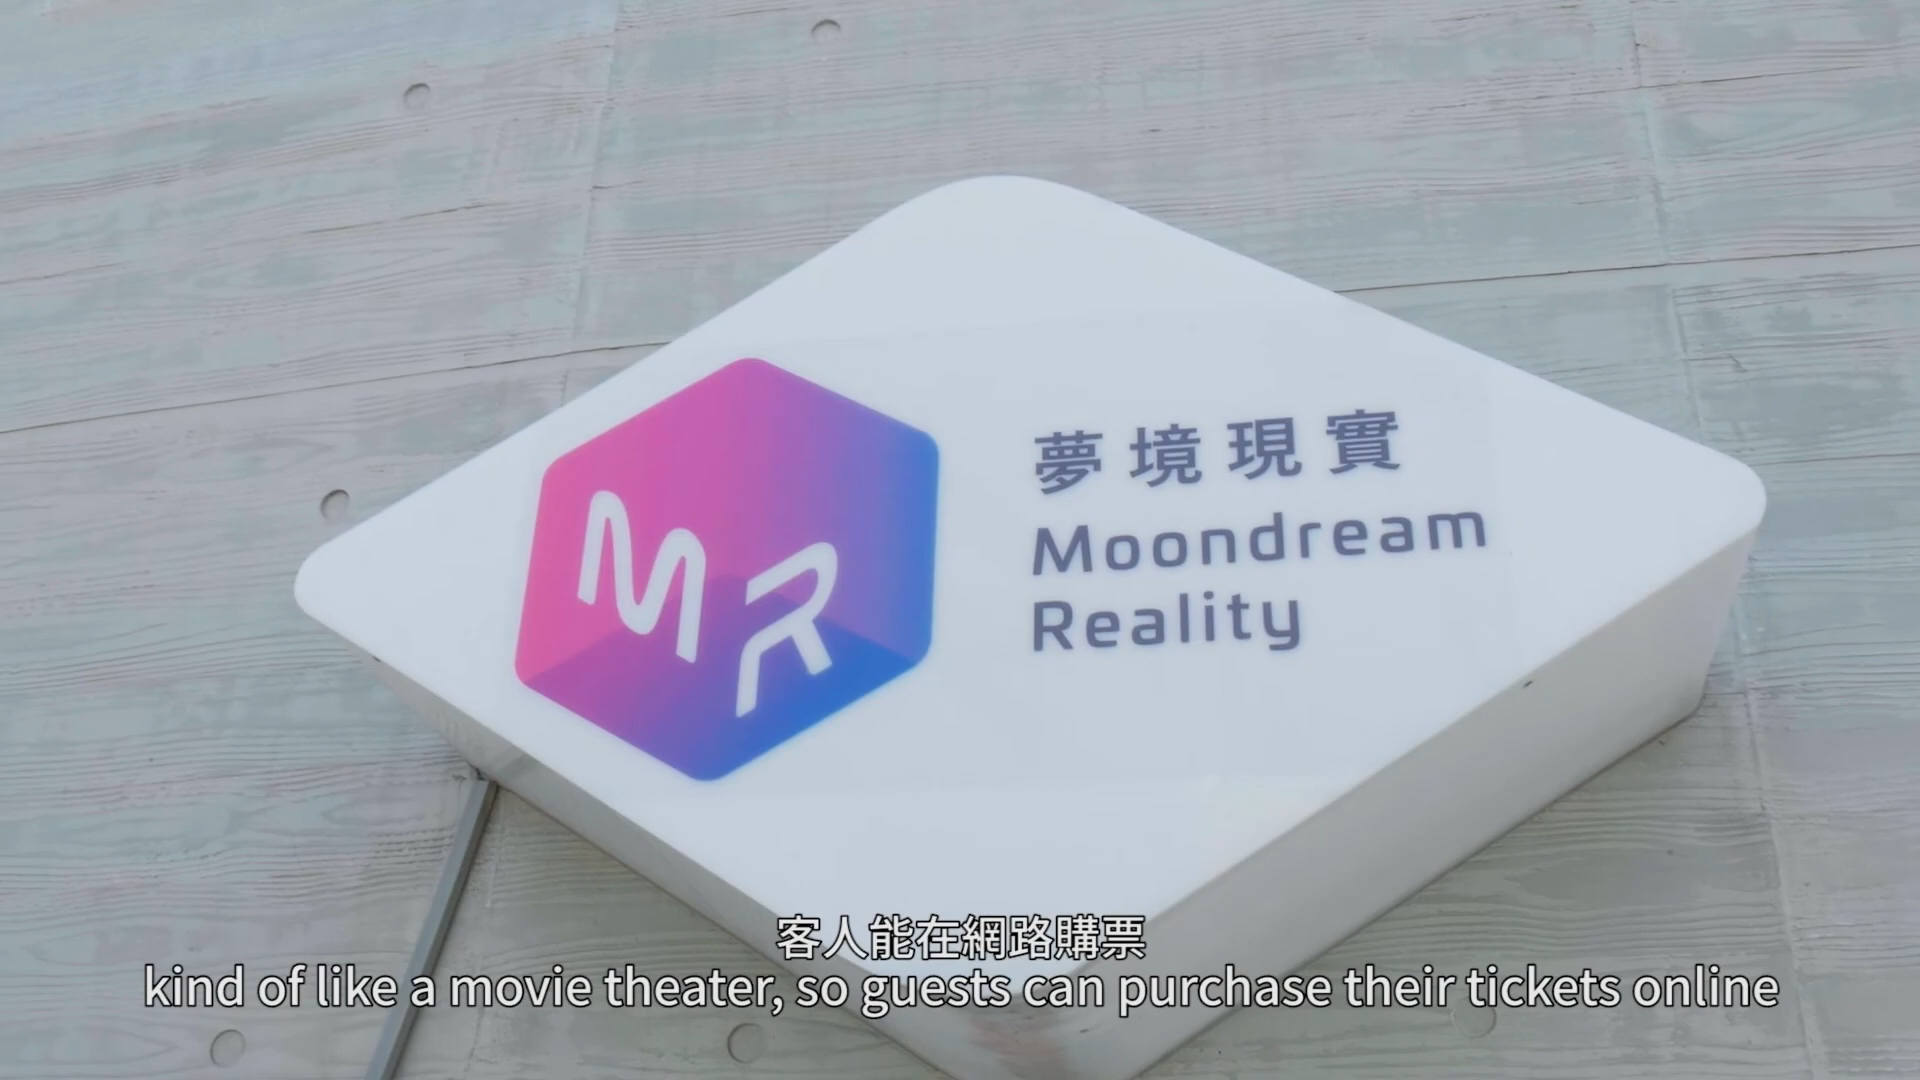 MR
夢境現實
Moondream
Reality
客人能在網路購票
kind of like a movie theater, so guests can purchase their tickets online